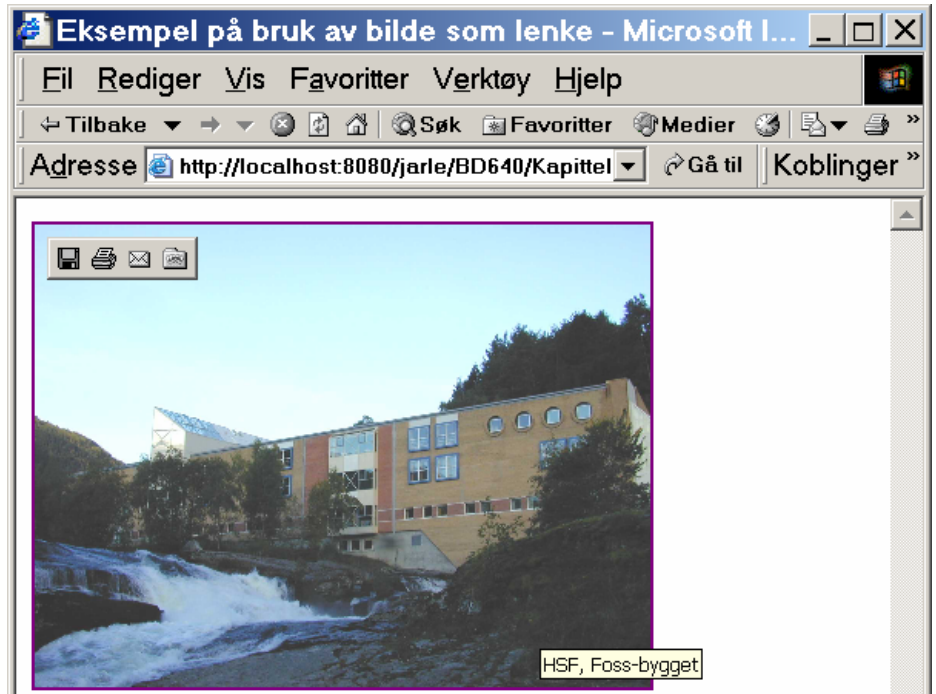 Eksempel på bruk av bilde som lenke - Microsoft I...
Fil Rediger Vis Favoritter Verktøy Hjelp
Tilbake Søk Favoritter Medier »
Adresse http://localhost:8080/jarle/BD640/Kapittel Gå til Koblinger »
HSF, Foss-bygget